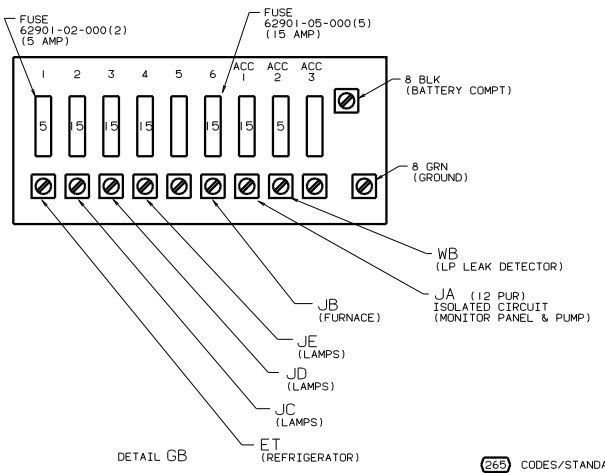 FUSE
62901-02-000(2)
(5 AMP)
FUSE
62901-05-000(5)
(15 AMP)
1 2 3 4 5 6 ACC 1 ACC 2 ACC 3
8 BLK
(BATTERY COMPT)
5 15 15 15 15 15 5
8 GRN
(GROUND)
WB
(LP LEAK DETECTOR)
JA (12 PUR)
ISOLATED CIRCUIT
(MONITOR PANEL & PUMP)
JB
(FURNACE)
JE
(LAMPS)
JD
(LAMPS)
JC
(LAMPS)
ET
(REFRIGERATOR)
DETAIL GB
265 CODES/STANDA